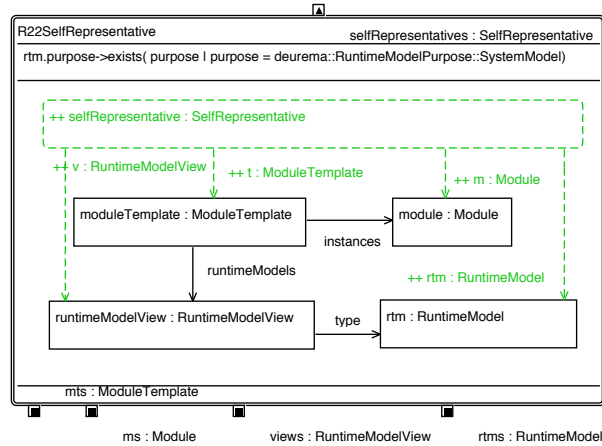 R22SelfRepresentative
selfRepresentatives : SelfRepresentative
rtm.purpose->exists( purpose | purpose = deurema::RuntimeModelPurpose::SystemModel)
++ selfRepresentative : SelfRepresentative
++ v : RuntimeModelView
++ t : ModuleTemplate
++ m : Module
moduleTemplate : ModuleTemplate
module : Module
instances
runtimeModels
++ rtm : RuntimeModel
runtimeModelView : RuntimeModelView
type
rtm : RuntimeModel
mts : ModuleTemplate
ms : Module
views : RuntimeModelView
rtms : RuntimeModel